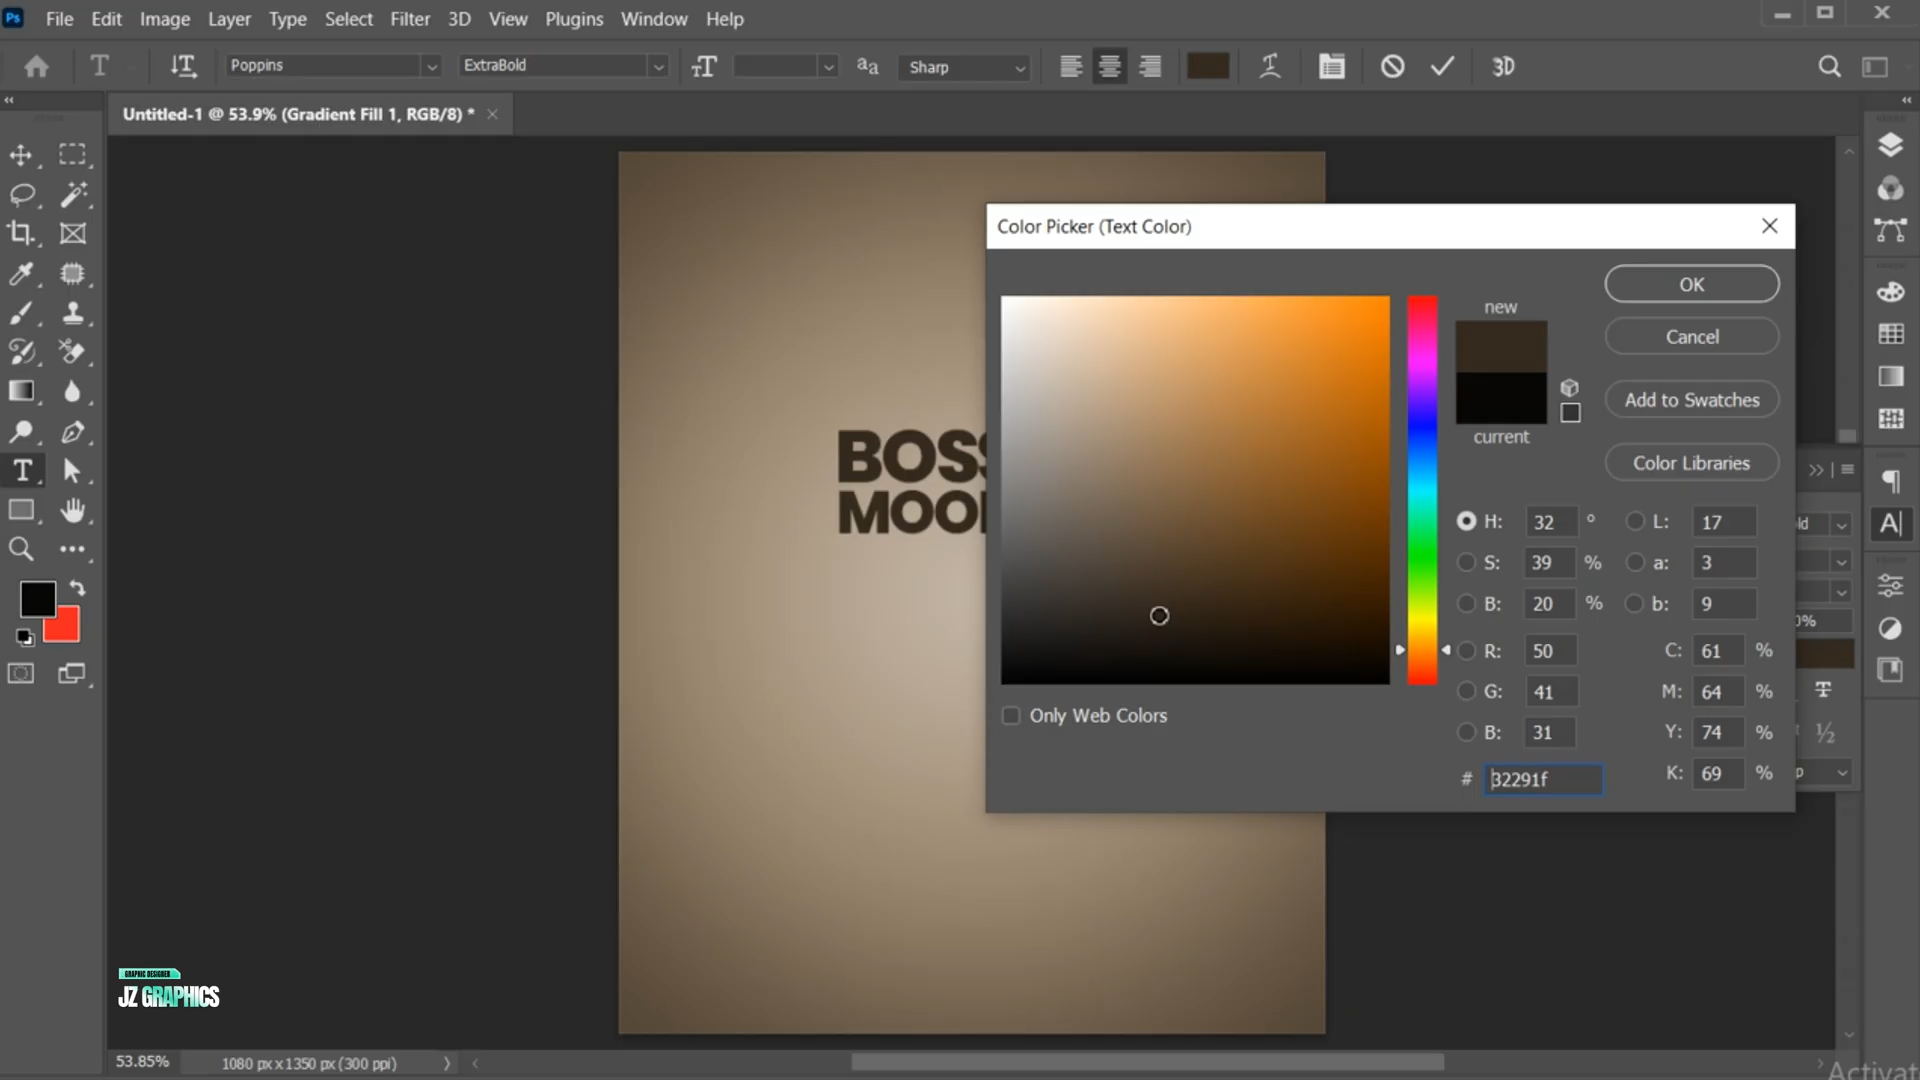 Ps File Edit Image Layer Type Select Filter 3D View Plugins Window Help
T Poppins ExtraBold Sharp 3D
Untitled-1 @ 53.9% (Gradient Fill 1, RGB/8) *
Color Picker (Text Color)
new
OK
Cancel
Add to Swatches
current
Color Libraries
H: 32 °
L: 17
S: 39 %
a: 3
B: 20 %
b: 9
R: 50
C: 61 %
G: 41
M: 64 %
B: 31
Y: 74 %
# 32291f
K: 69 %
Only Web Colors
BOSS
MOO
GRAPHIC DESIGNER
JZ GRAPHICS
53.85% 1080 px x 1350 px (300 ppi)
Activat